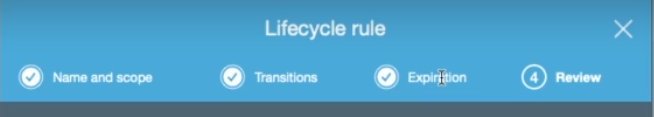 Lifecycle rule
Name and scope Transitions Expiration 4 Review